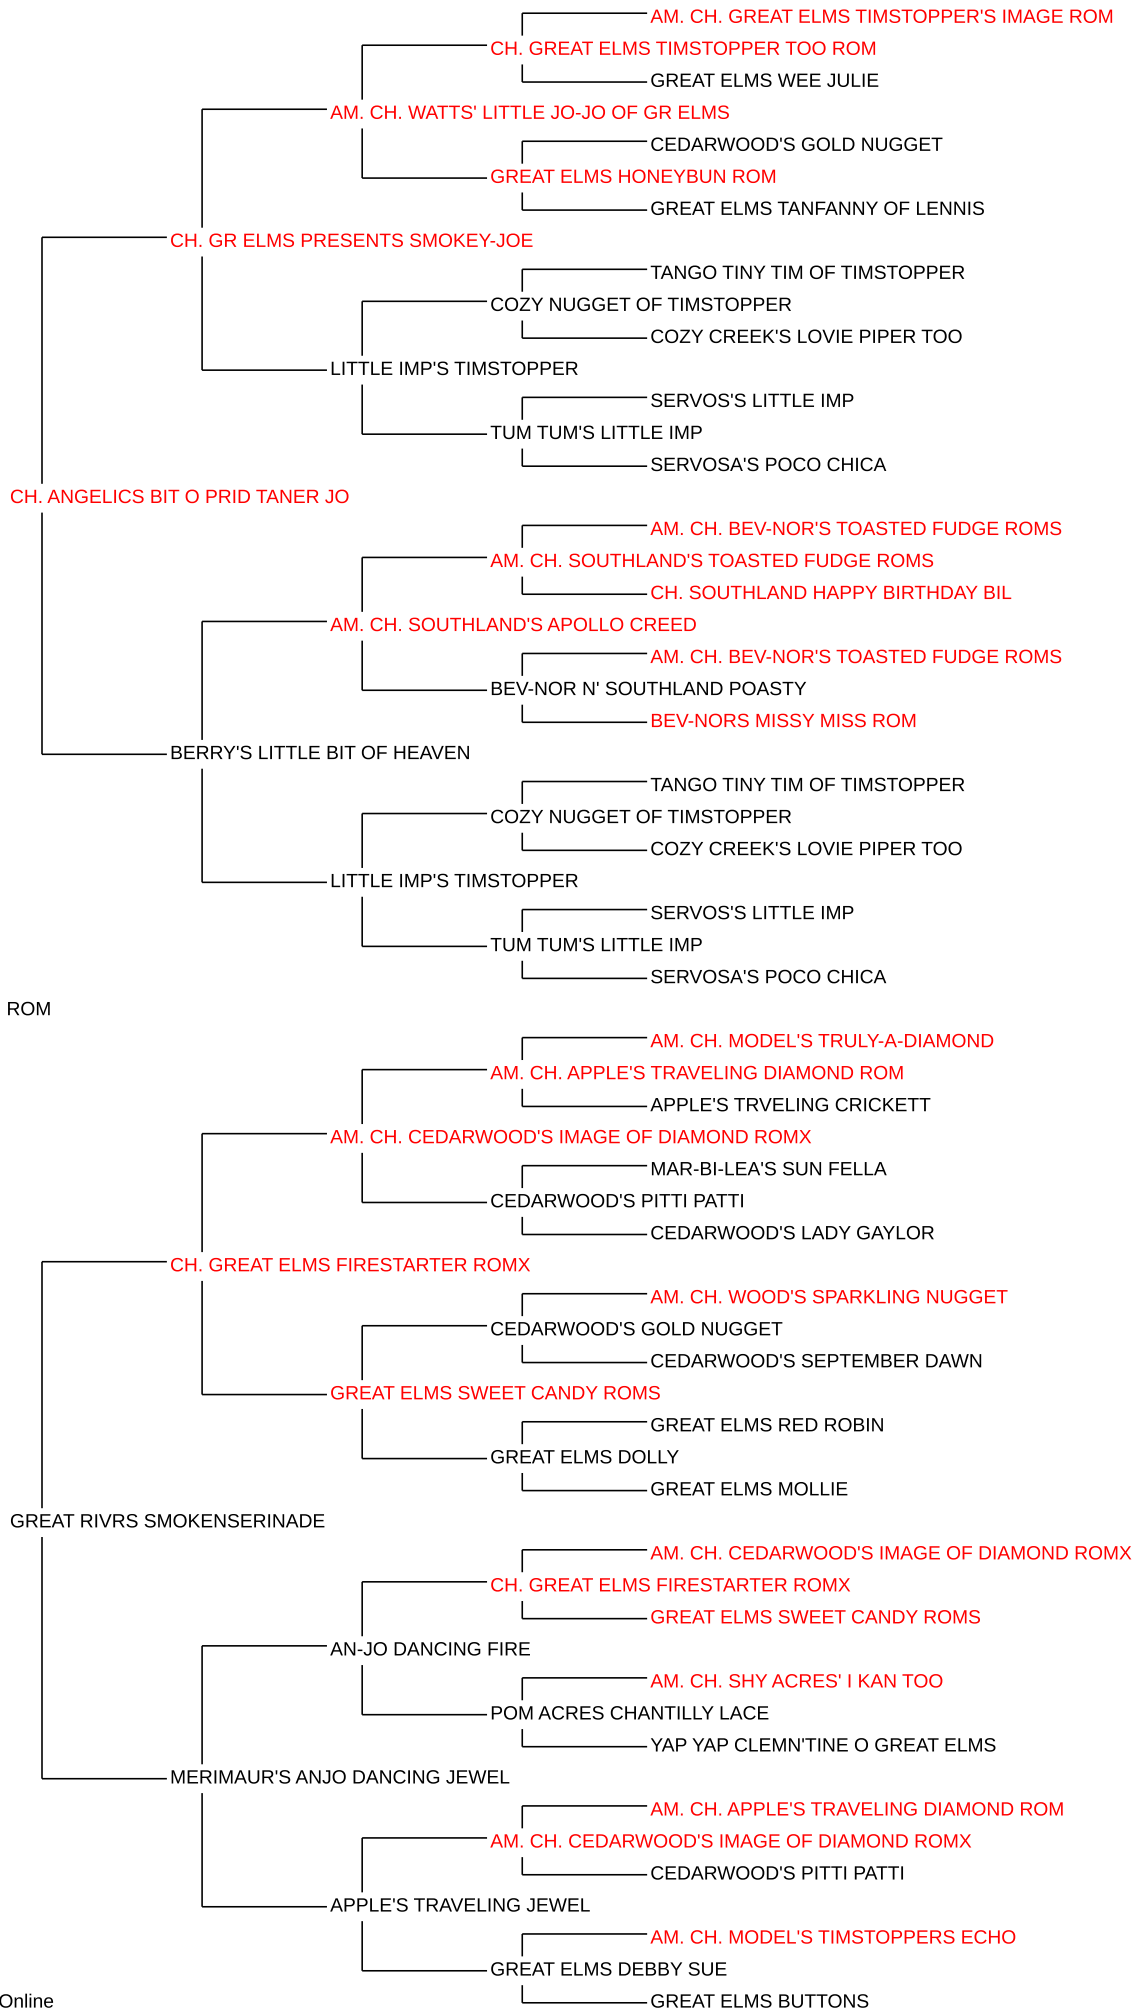 AM. CH. GREAT ELMS TIMSTOPPER'S IMAGE ROM
CH. GREAT ELMS TIMSTOPPER TOO ROM
GREAT ELMS WEE JULIE
AM. CH. WATTS' LITTLE JO-JO OF GR ELMS
CEDARWOOD'S GOLD NUGGET
GREAT ELMS HONEYBUN ROM
GREAT ELMS TANFANNY OF LENNIS
CH. GR ELMS PRESENTS SMOKEY-JOE
TANGO TINY TIM OF TIMSTOPPER
COZY NUGGET OF TIMSTOPPER
COZY CREEK'S LOVIE PIPER TOO
LITTLE IMP'S TIMSTOPPER
SERVOS'S LITTLE IMP
TUM TUM'S LITTLE IMP
SERVOSA'S POCO CHICA
CH. ANGELICS BIT O PRID TANER JO
AM. CH. BEV-NOR'S TOASTED FUDGE ROMS
AM. CH. SOUTHLAND'S TOASTED FUDGE ROMS
CH. SOUTHLAND HAPPY BIRTHDAY BIL
AM. CH. SOUTHLAND'S APOLLO CREED
AM. CH. BEV-NOR'S TOASTED FUDGE ROMS
BEV-NOR N' SOUTHLAND POASTY
BEV-NORS MISSY MISS ROM
BERRY'S LITTLE BIT OF HEAVEN
TANGO TINY TIM OF TIMSTOPPER
COZY NUGGET OF TIMSTOPPER
COZY CREEK'S LOVIE PIPER TOO
LITTLE IMP'S TIMSTOPPER
SERVOS'S LITTLE IMP
TUM TUM'S LITTLE IMP
SERVOSA'S POCO CHICA
ROM
AM. CH. MODEL'S TRULY-A-DIAMOND
AM. CH. APPLE'S TRAVELING DIAMOND ROM
APPLE'S TRVELING CRICKETT
AM. CH. CEDARWOOD'S IMAGE OF DIAMOND ROMX
MAR-BI-LEA'S SUN FELLA
CEDARWOOD'S PITTI PATTI
CEDARWOOD'S LADY GAYLOR
CH. GREAT ELMS FIRESTARTER ROMX
AM. CH. WOOD'S SPARKLING NUGGET
CEDARWOOD'S GOLD NUGGET
CEDARWOOD'S SEPTEMBER DAWN
GREAT ELMS SWEET CANDY ROMS
GREAT ELMS RED ROBIN
GREAT ELMS DOLLY
GREAT ELMS MOLLIE
GREAT RIVRS SMOKENSERINADE
AM. CH. CEDARWOOD'S IMAGE OF DIAMOND ROMX
CH. GREAT ELMS FIRESTARTER ROMX
GREAT ELMS SWEET CANDY ROMS
AN-JO DANCING FIRE
AM. CH. SHY ACRES' I KAN TOO
POM ACRES CHANTILLY LACE
YAP YAP CLEMN'TINE O GREAT ELMS
MERIMAUR'S ANJO DANCING JEWEL
AM. CH. APPLE'S TRAVELING DIAMOND ROM
AM. CH. CEDARWOOD'S IMAGE OF DIAMOND ROMX
CEDARWOOD'S PITTI PATTI
APPLE'S TRAVELING JEWEL
AM. CH. MODEL'S TIMSTOPPERS ECHO
GREAT ELMS DEBBY SUE
GREAT ELMS BUTTONS
Online